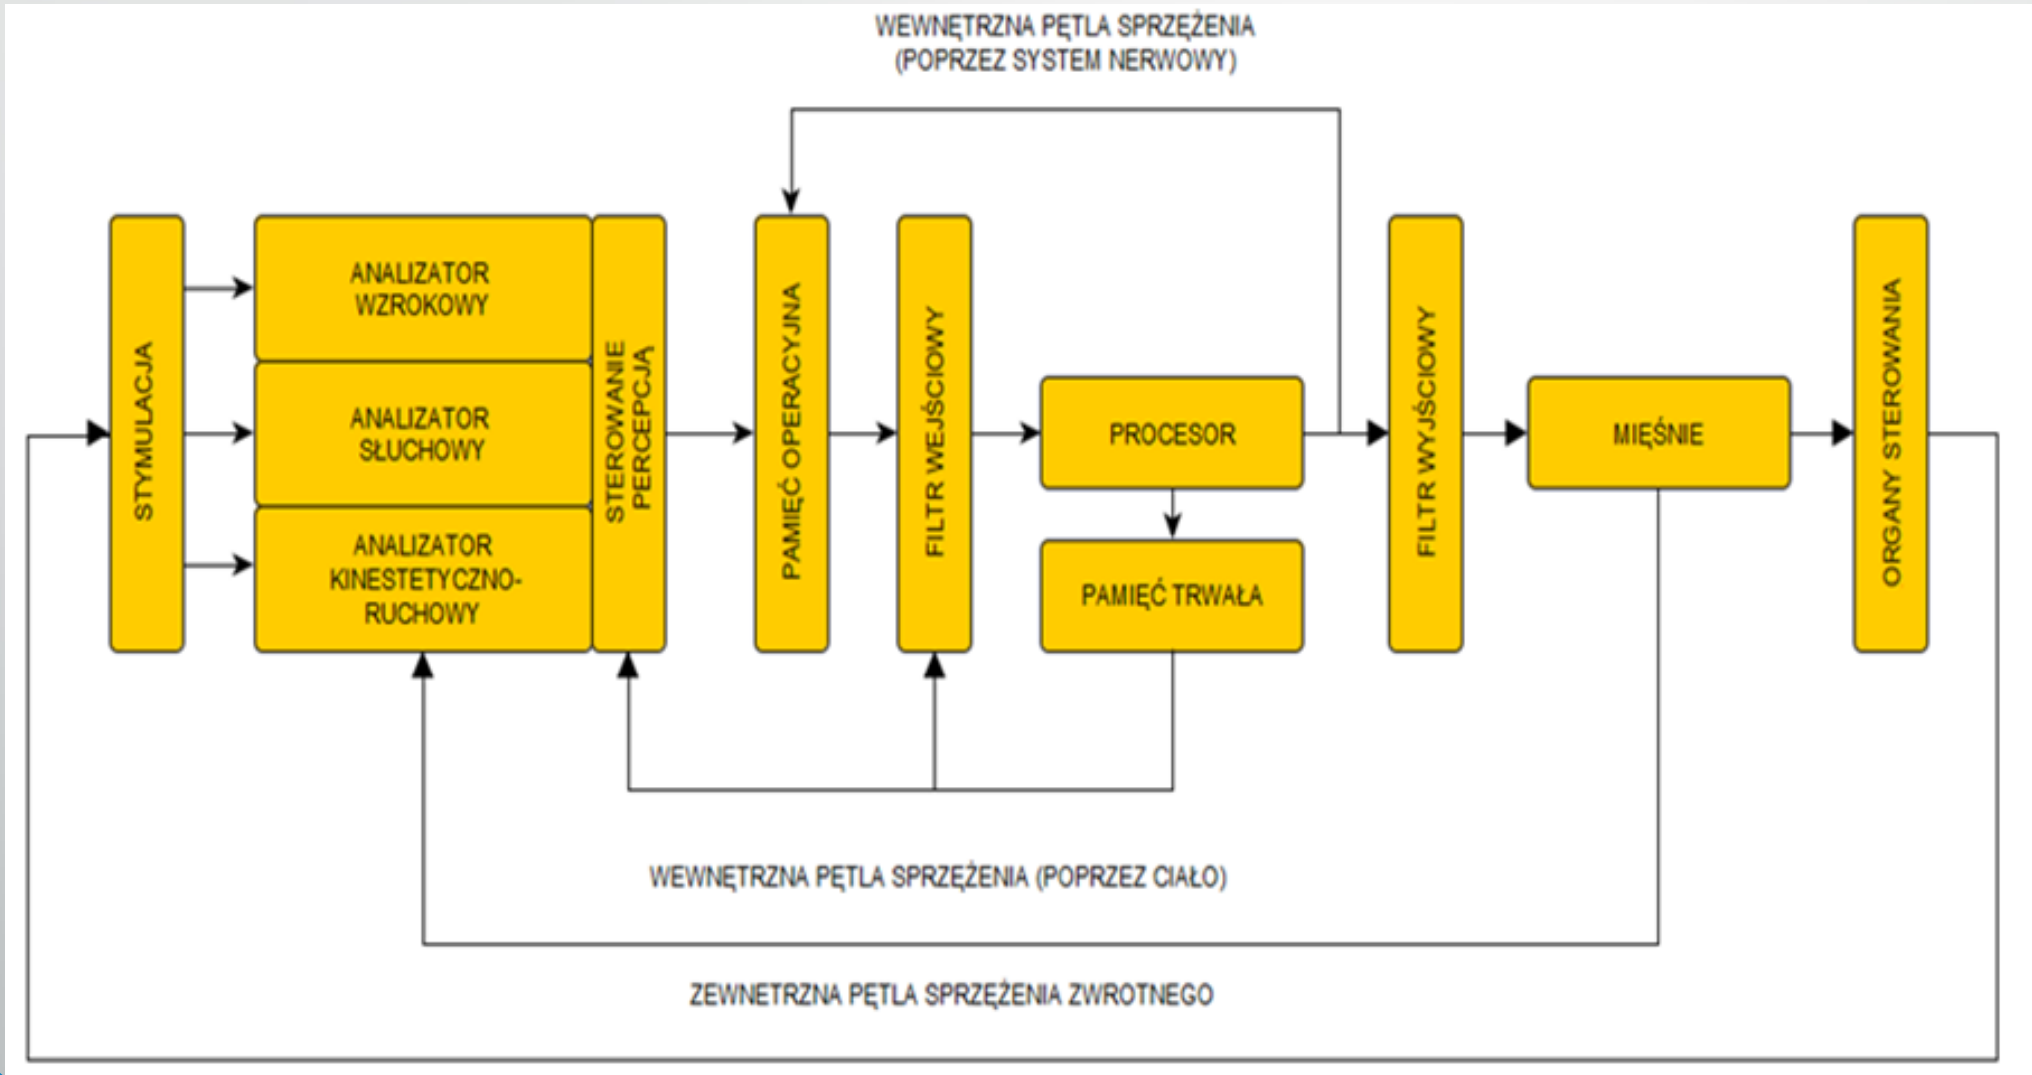 WEWNĘTRZNA PĘTLA SPRZĘŻENIA
(POPRZEZ SYSTEM NERWOWY)
STYMULACJA
ANALIZATOR
WZROKOWY
ANALIZATOR
SŁUCHOWY
ANALIZATOR
KINESTETYCZNO-
RUCHOWY
STEROWANIE
PERCEPCJĄ
PAMIĘĆ OPERACYJNA
FILTR WEJŚCIOWY
PROCESOR
PAMIĘĆ TRWAŁA
FILTR WYJŚCIOWY
MIĘŚNIE
ORGANY STEROWANIA
WEWNĘTRZNA PĘTLA SPRZĘŻENIA (POPRZEZ CIAŁO)
ZEWNETRZNA PĘTLA SPRZĘŻENIA ZWROTNEGO